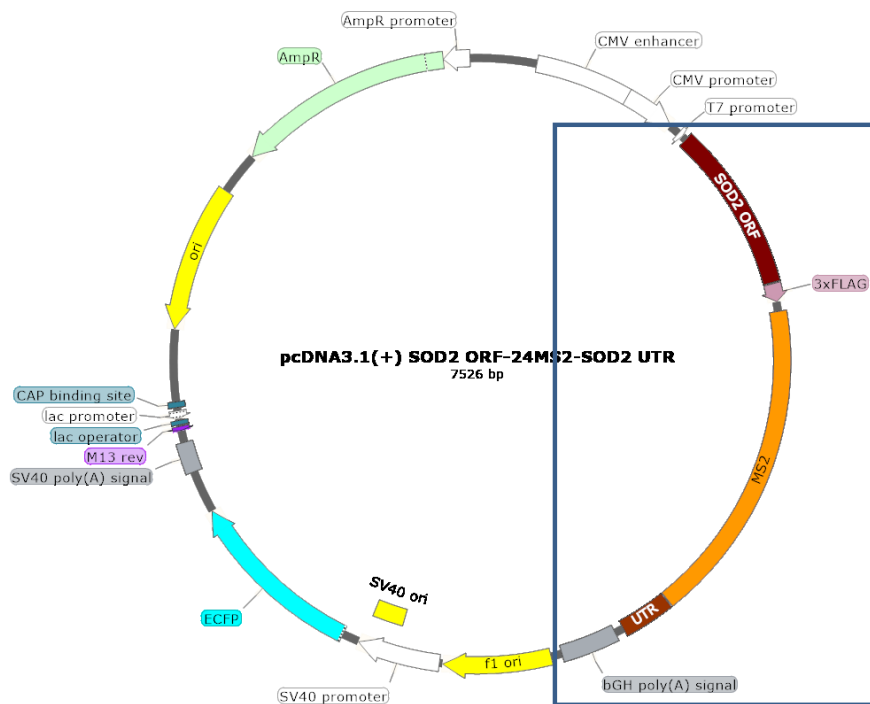 AmpR promoter
CMV enhancer
AmpR
CMV promoter
T7 promoter
SOD2 ORF
3xFLAG
ori
pcDNA3.1(+) SOD2 ORF-24MS2-SOD2 UTR
7526 bp
CAP binding site
lac promoter
lac operator
M13 rev
SV40 poly(A) signal
MS2
SV40 ori
ECFP
UTR
f1 ori
bGH poly(A) signal
SV40 promoter